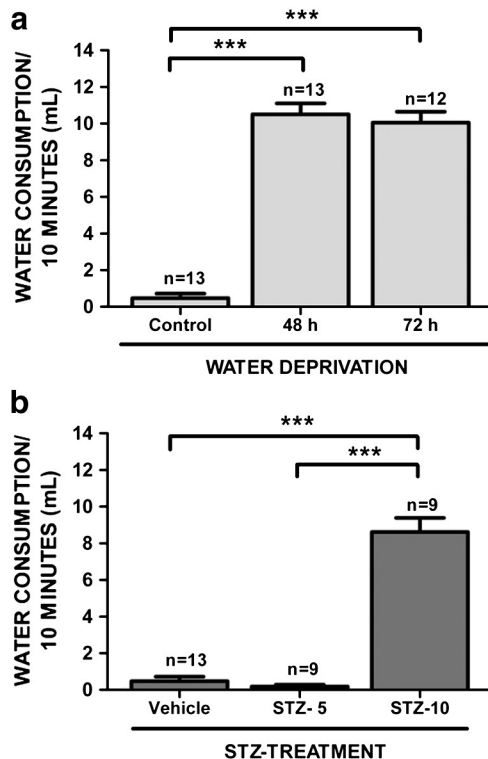 a
***
***
WATER CONSUMPTION/
10 MINUTES (mL)
14
12
10
8
6
4
2
0
n=13
n=13
n=12
Control 48 h 72 h
WATER DEPRIVATION
b
***
***
WATER CONSUMPTION/
10 MINUTES (mL)
14
12
10
8
6
4
2
0
n=13
n=9
n=9
Vehicle STZ- 5 STZ-10
STZ-TREATMENT